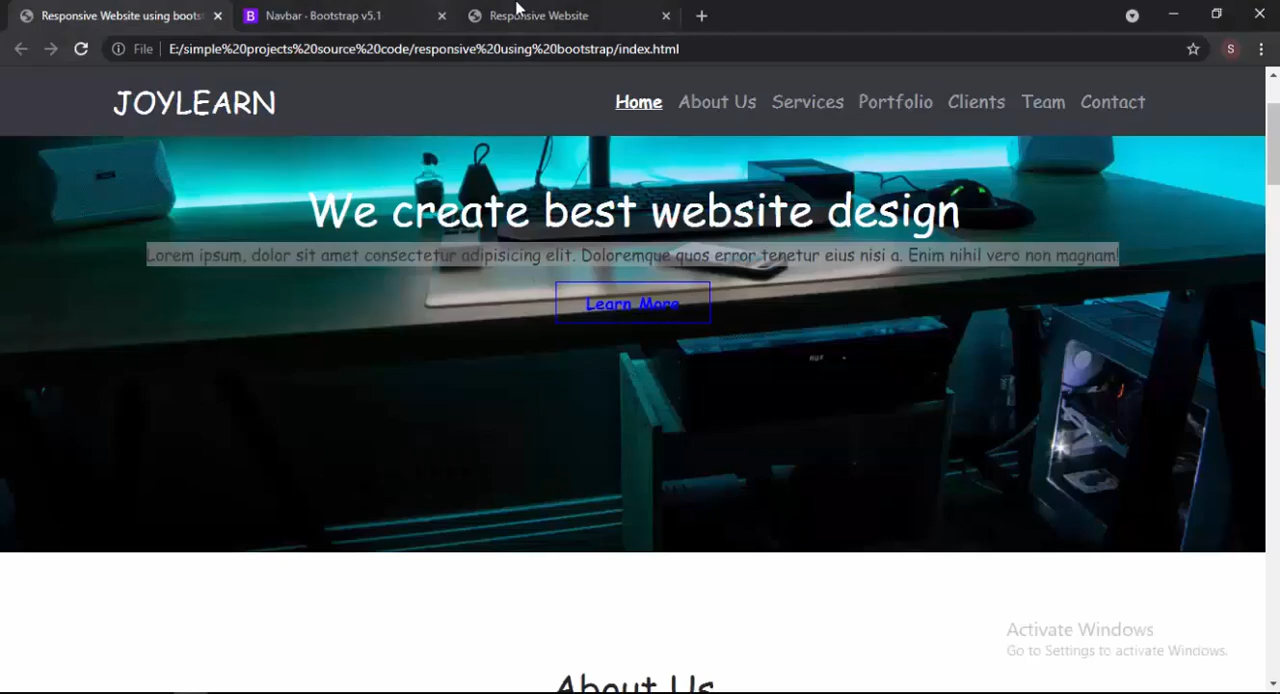 Responsive Website using boots
Navbar · Bootstrap v5.1
Responsive Website
File
E:/simple%20projects%20source%20code/responsive%20using%20bootstrap/index.html
S
JOYLEARN
Home About Us Services Portfolio Clients Team Contact
We create best website design
Lorem ipsum, dolor sit amet consectetur adipisicing elit. Doloremque quos error tenetur eius nisi a. Enim nihil vero non magnam!
Learn More
About Us
Activate Windows
Go to Settings to activate Windows.